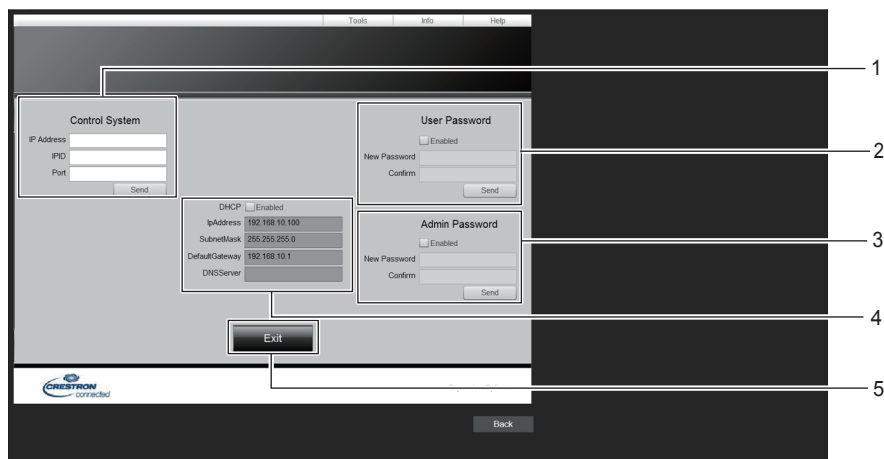 Tools Info Help
1
Control System
IP Address
IPID
Port
Send
User Password
Enabled
New Password
Confirm
Send
2
DHCP Enabled
IpAddress 192.168.10.100
SubnetMask 255.255.255.0
DefaultGateway 192.168.10.1
DNSServer
Admin Password
Enabled
New Password
Confirm
Send
3
4
Exit
CRESTRON
connected
5
Back